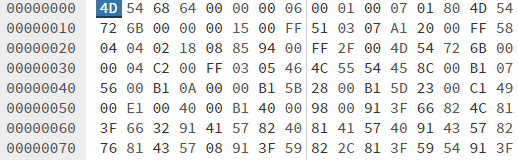 00000000 4D 54 68 64 00 00 00 06 00 01 00 07 01 80 4D 54
00000010 72 6B 00 00 00 15 00 FF 51 03 07 A1 20 00 FF 58
00000020 04 04 02 18 08 85 94 00 FF 2F 00 4D 54 72 6B 00
00000030 00 04 C2 00 FF 03 05 46 4C 55 54 45 8C 00 B1 07
00000040 56 00 B1 0A 00 00 B1 5B 28 00 B1 5D 23 00 C1 49
00000050 00 E1 00 40 00 B1 40 00 98 00 91 3F 66 82 4C 81
00000060 3F 66 32 91 41 57 82 40 81 41 57 40 91 43 57 82
00000070 76 81 43 57 08 91 3F 59 82 2C 81 3F 59 54 91 3F